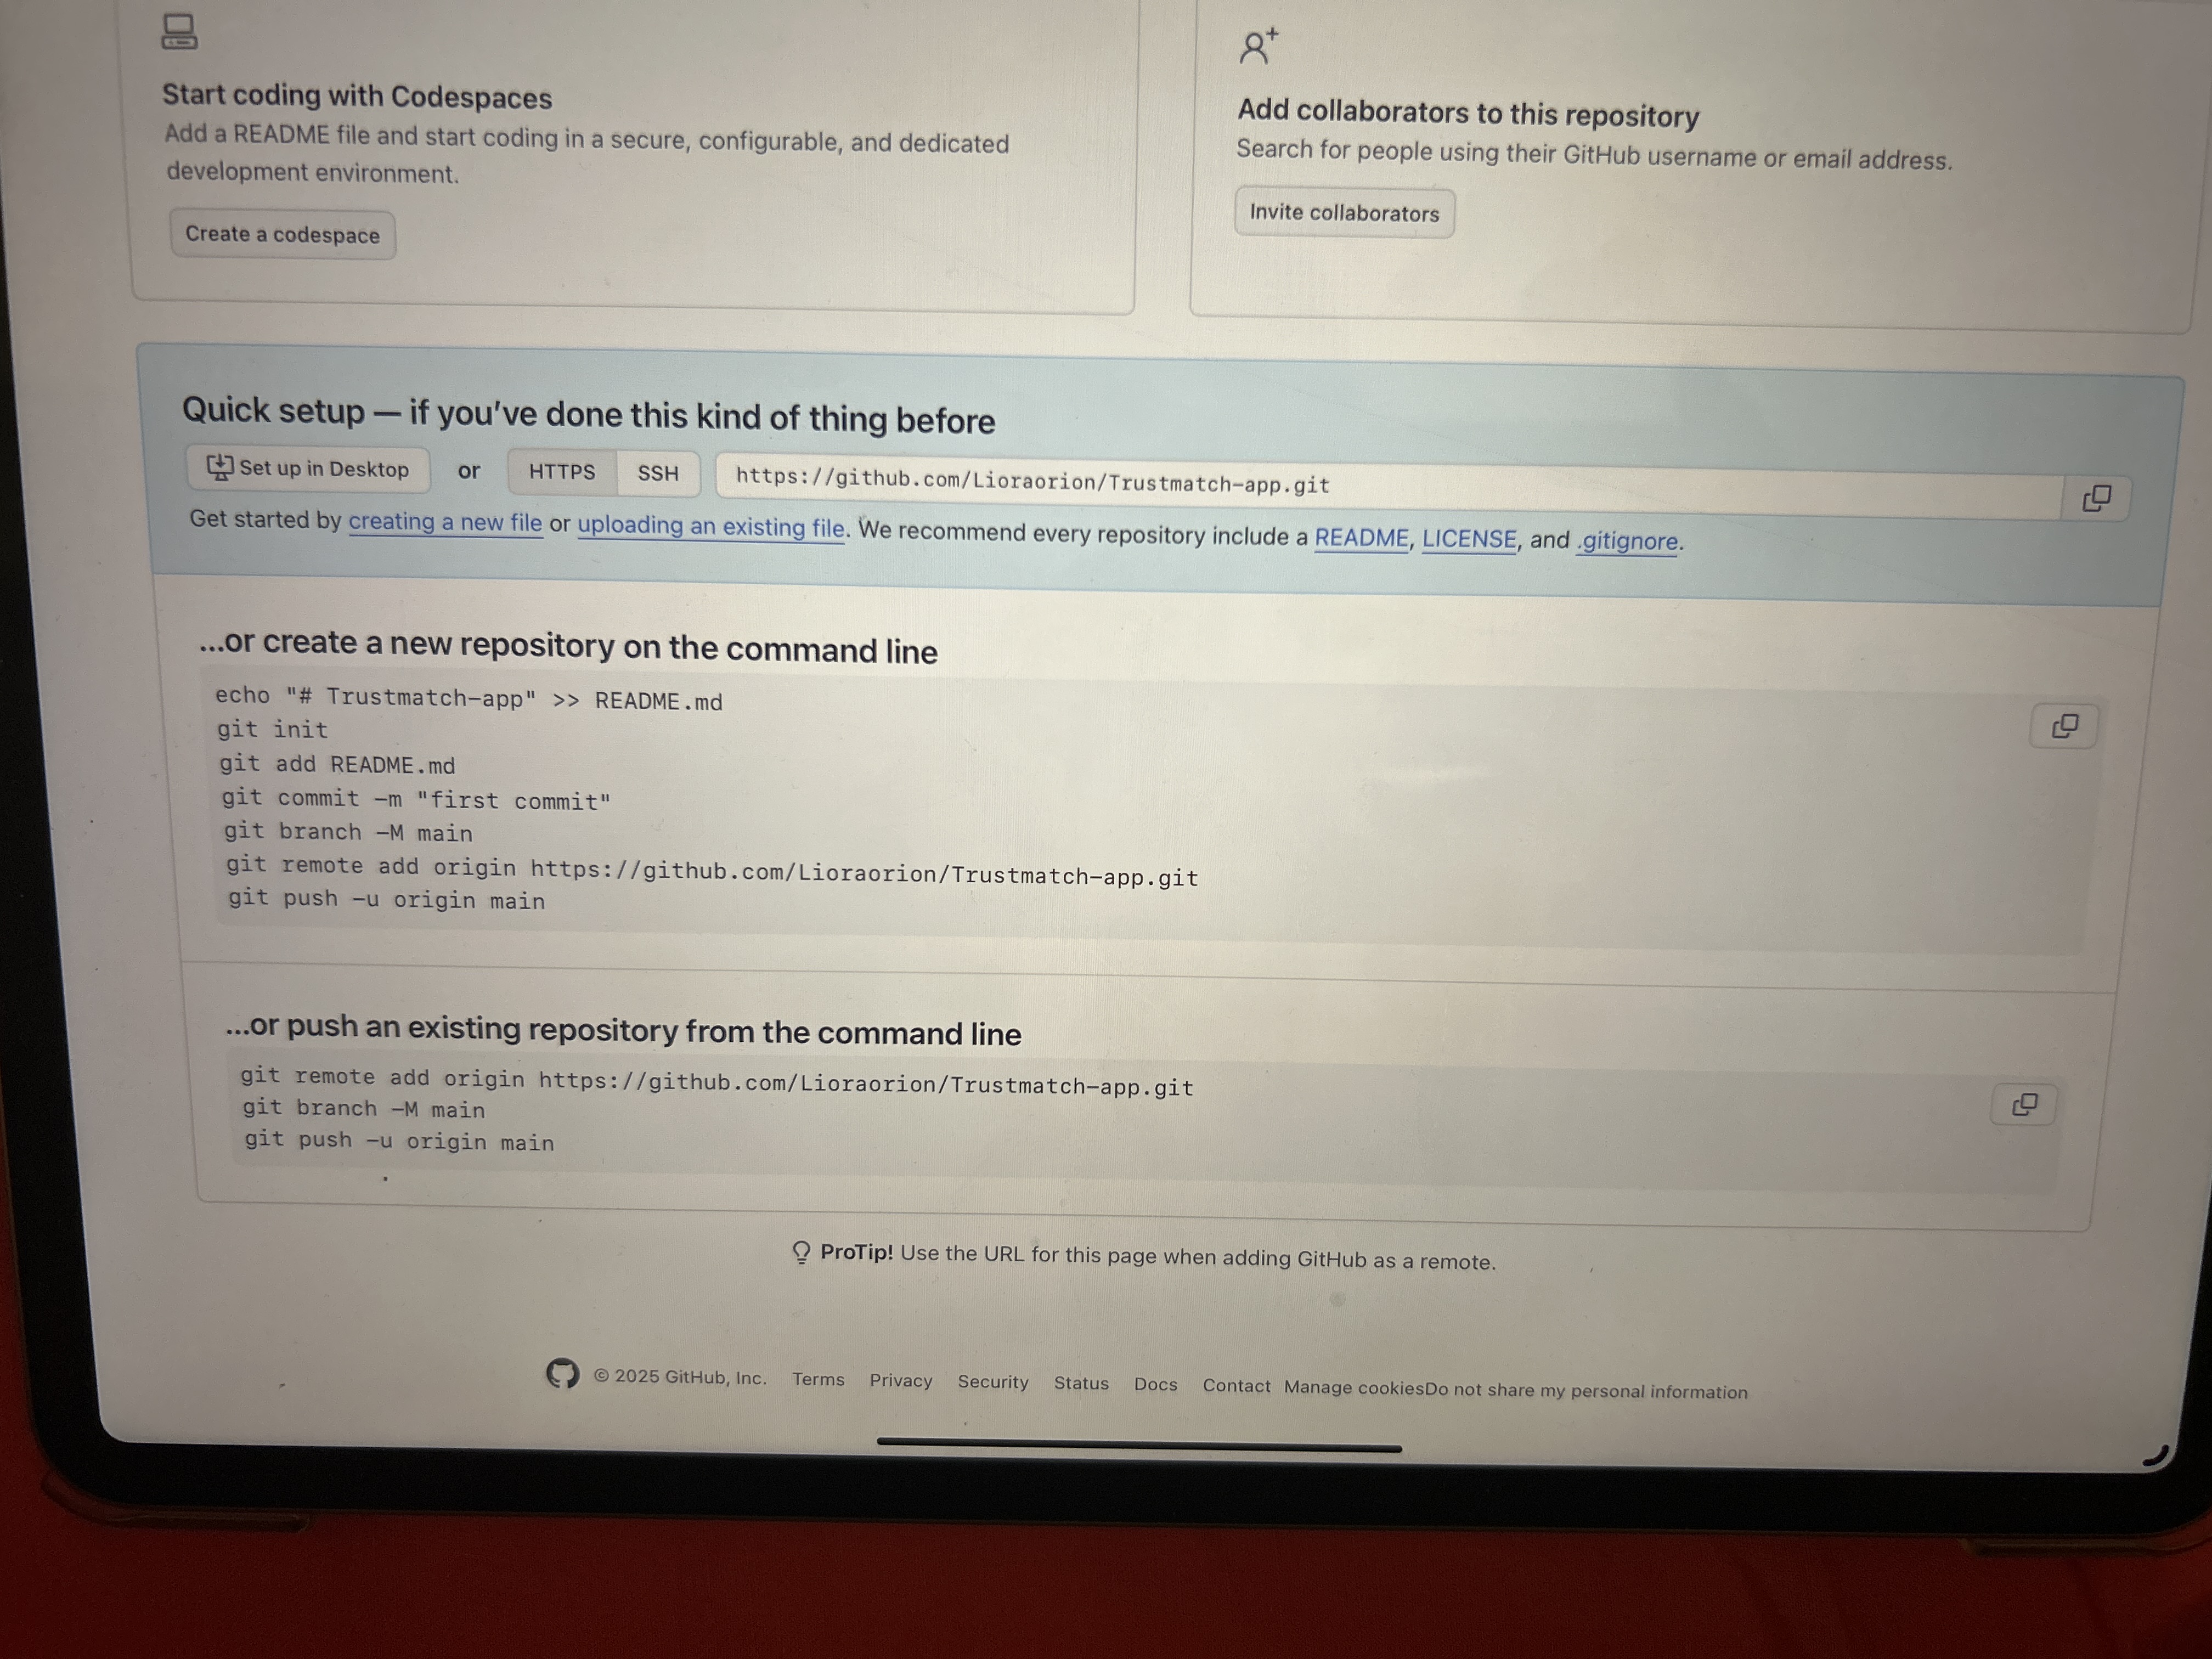 Start coding with Codespaces
Add a README file and start coding in a secure, configurable, and dedicated
development environment.
Create a codespace
Add collaborators to this repository
Search for people using their GitHub username or email address.
Invite collaborators
Quick setup — if you've done this kind of thing before
Set up in Desktop or HTTPS SSH https://github.com/Lioraorion/Trustmatch-app.git
Get started by creating a new file or uploading an existing file. We recommend every repository include a README, LICENSE, and .gitignore.
...or create a new repository on the command line
echo "# Trustmatch-app" >> README.md
git init
git add README.md
git commit -m "first commit"
git branch -M main
git remote add origin https://github.com/Lioraorion/Trustmatch-app.git
git push -u origin main
...or push an existing repository from the command line
git remote add origin https://github.com/Lioraorion/Trustmatch-app.git
git branch -M main
git push -u origin main
ProTip! Use the URL for this page when adding GitHub as a remote.
© 2025 GitHub, Inc. Terms Privacy Security Status Docs Contact Manage cookies Do not share my personal information